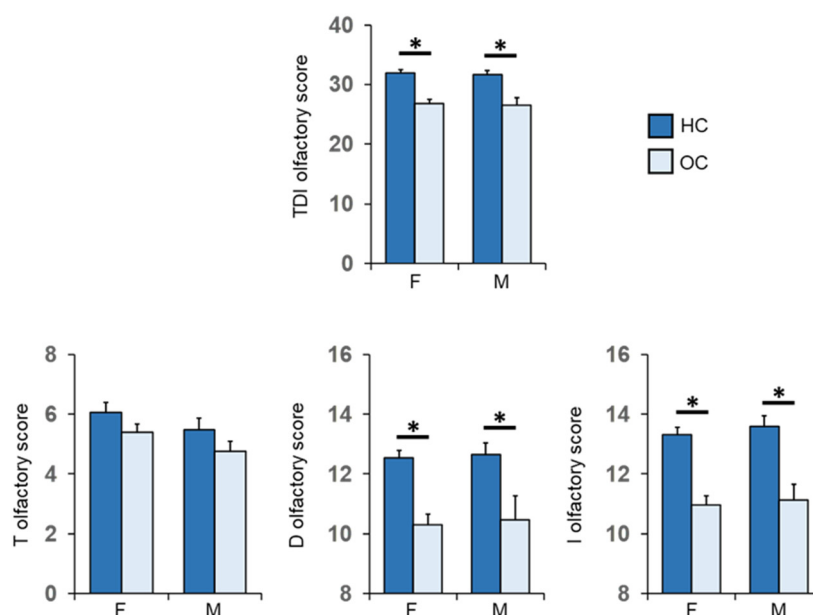 TDI olfactory score
40
30
20
10
0
*
*
F
M
HC
OC
T olfactory score
8
6
4
2
0
F
M
D olfactory score
16
14
12
10
8
*
*
F
M
I olfactory score
16
14
12
10
8
*
*
F
M